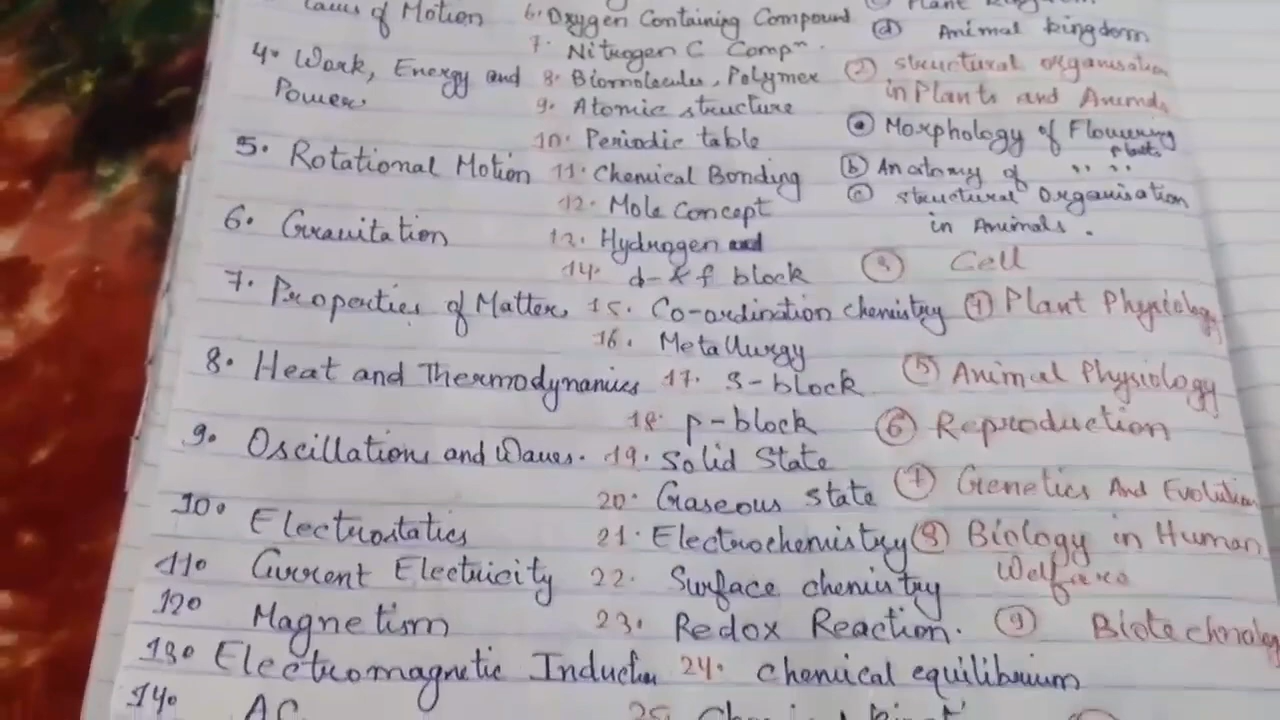 Laws of Motion
4. Work, Energy and
Power
5. Rotational Motion
6. Gravitation
7. Properties of Matter
8. Heat and Thermodynamics
9. Oscillations and Waves.
10. Electrostatics
11. Current Electricity
12. Magnetism
13. Electromagnetic Induction
14. AC
6. Oxygen Containing Compound
7. Nitrogen C Compn.
8. Biomolecules, Polymer
9. Atomic structure
10. Periodic table
11. Chemical Bonding
12. Mole Concept
13. Hydrogen
14. d- & f block
15. Co-ordination chemistry
16. Metallurgy
17. S-block
18. p-block
19. Solid State
20. Gaseous state
21. Electrochemistry
22. Surface chemistry
23. Redox Reaction.
24. Chemical equilibrium
25.
(d) Animal kingdom
(2) structural organisation
in Plants and Animals
(a) Morphology of Flowering
Plants
(b) Anatomy of " "
(c) structural Organisation
in Animals.
(3) Cell
(4) Plant Physiology
(5) Animal Physiology
(6) Reproduction
(7) Genetics And Evolution
(8) Biology in Human
Welfare
(9) Biotechnology